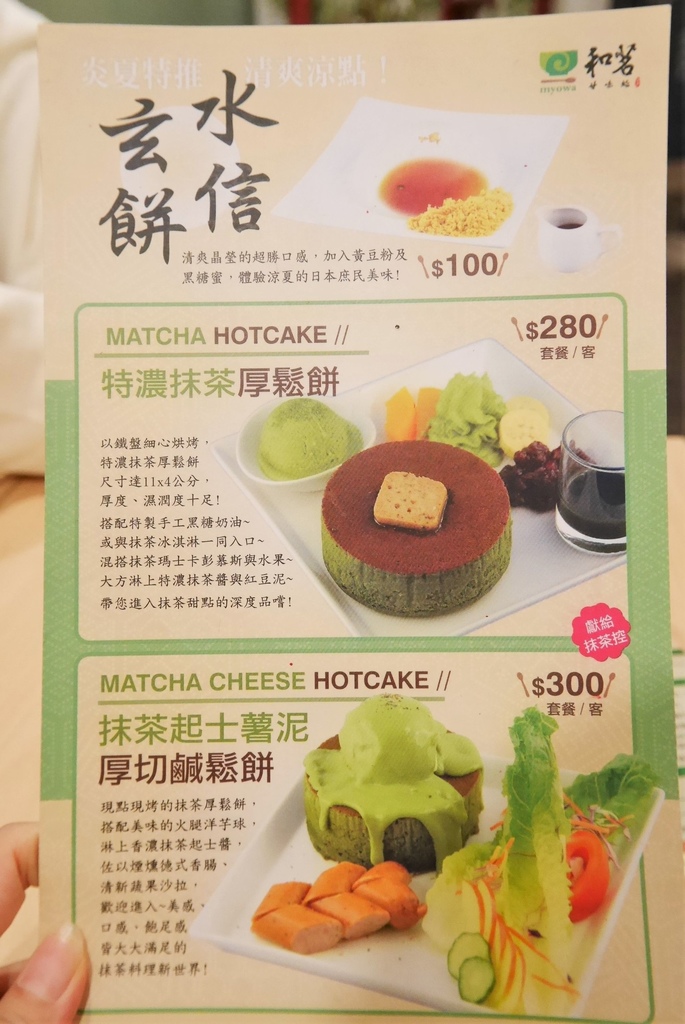 炎夏特推 清爽涼點！
和茗
甘味処
myowa
水信
玄餅
清爽晶瑩的超勝口感，加入黃豆粉及
黑糖蜜，體驗涼夏的日本庶民美味！
$100
MATCHA HOTCAKE //
$280
套餐 / 客
特濃抹茶厚鬆餅
以鐵盤細心烘烤，
特濃抹茶厚鬆餅
尺寸達11x4公分，
厚度、濕潤度十足！
搭配特製手工黑糖奶油~
或與抹茶冰淇淋一同入口~
混搭抹茶瑪士卡彭慕斯與水果~
大方淋上特濃抹茶醬與紅豆泥~
帶您進入抹茶甜點的深度品嚐！
獻給
抹茶控
MATCHA CHEESE HOTCAKE //
$300
套餐 / 客
抹茶起士薯泥
厚切鹹鬆餅
現點現烤的抹茶厚鬆餅，
搭配美味的火腿洋芋球，
淋上香濃抹茶起士醬，
佐以煙燻德式香腸、
清新蔬果沙拉，
歡迎進入~美感、
口感，飽足感
皆大大滿足的
抹茶料理新世界！